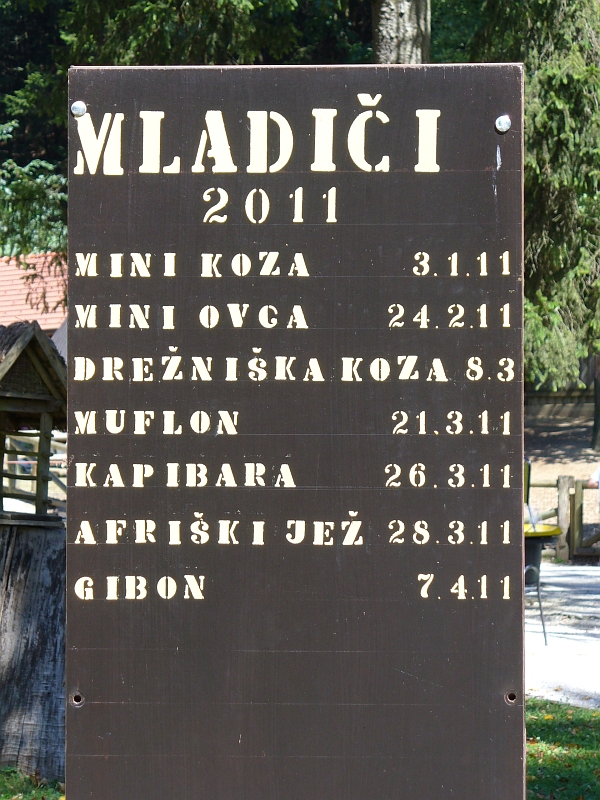 MLADIČI
2011
MINI KOZA 3.1.11
MINI OVCA 24.2.11
DREŽNIŠKA KOZA 8.3
MUFLON 21.3.11
KAPIBARA 26.3.11
AFRIŠKI JEŽ 28.3.11
GIBON 7.4.11